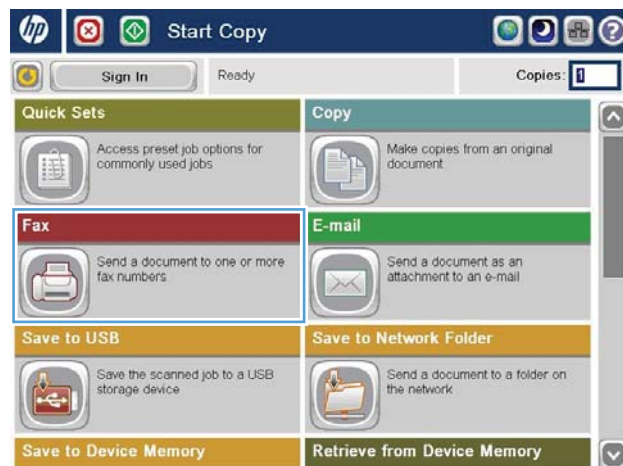 hp
Start Copy
?
Sign In
Ready
Copies: 1
Quick Sets
Access preset job options for
commonly used jobs
Copy
Make copies from an original
document
Fax
Send a document to one or more
fax numbers
E-mail
Send a document as an
attachment to an e-mail
Save to USB
Save the scanned job to a USB
storage device
Save to Network Folder
Send a document to a folder on
the network
Save to Device Memory
Retrieve from Device Memory